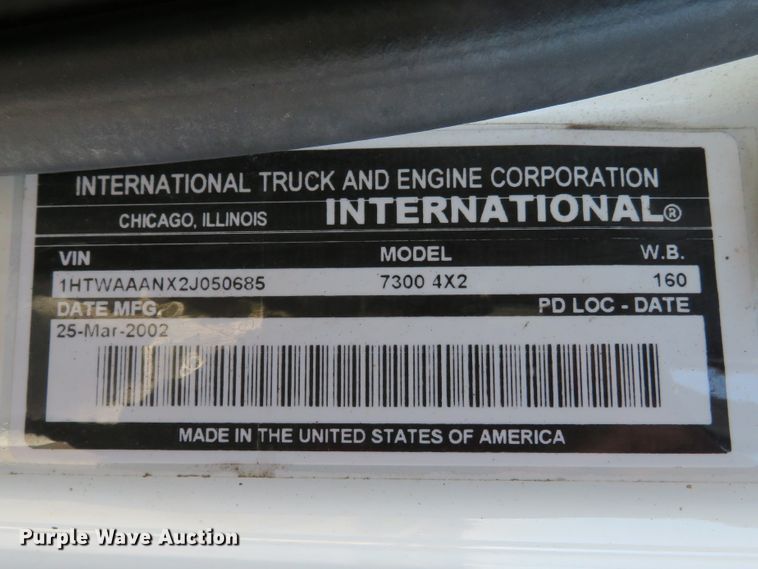 INTERNATIONAL TRUCK AND ENGINE CORPORATION
CHICAGO, ILLINOIS INTERNATIONAL®
VIN MODEL W.B.
1HTWAAANX2J050685 7300 4X2 160
DATE MFG. PD LOC - DATE
25-Mar-2002
MADE IN THE UNITED STATES OF AMERICA
Purple Wave Auction